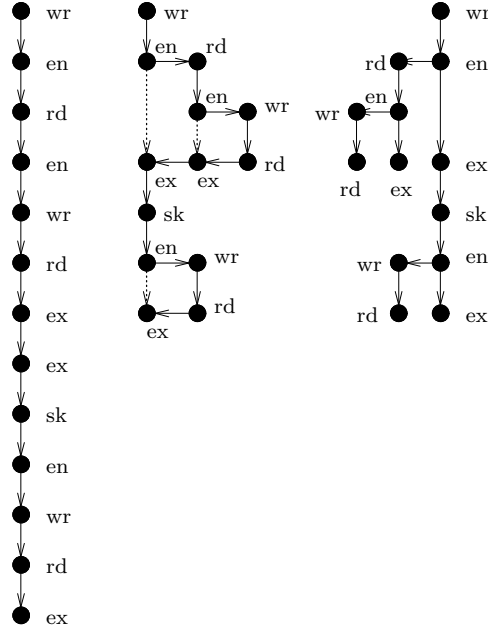 wr wr wr
en en rd rd en
rd en wr wr en
en ex ex rd rd ex ex
wr sk sk
rd en wr wr en
ex ex rd rd ex
ex
sk
en
wr
rd
ex